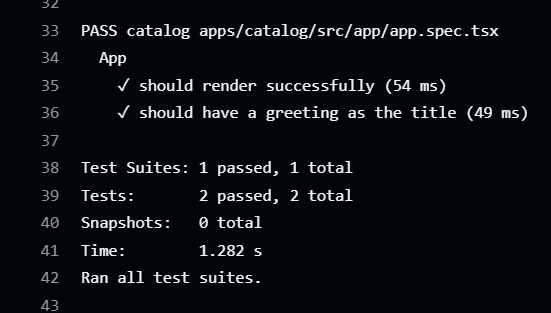 32
33 PASS catalog apps/catalog/src/app/app.spec.tsx
34   App
35     ✓ should render successfully (54 ms)
36     ✓ should have a greeting as the title (49 ms)
37
38 Test Suites: 1 passed, 1 total
39 Tests:       2 passed, 2 total
40 Snapshots:   0 total
41 Time:        1.282 s
42 Ran all test suites.
43